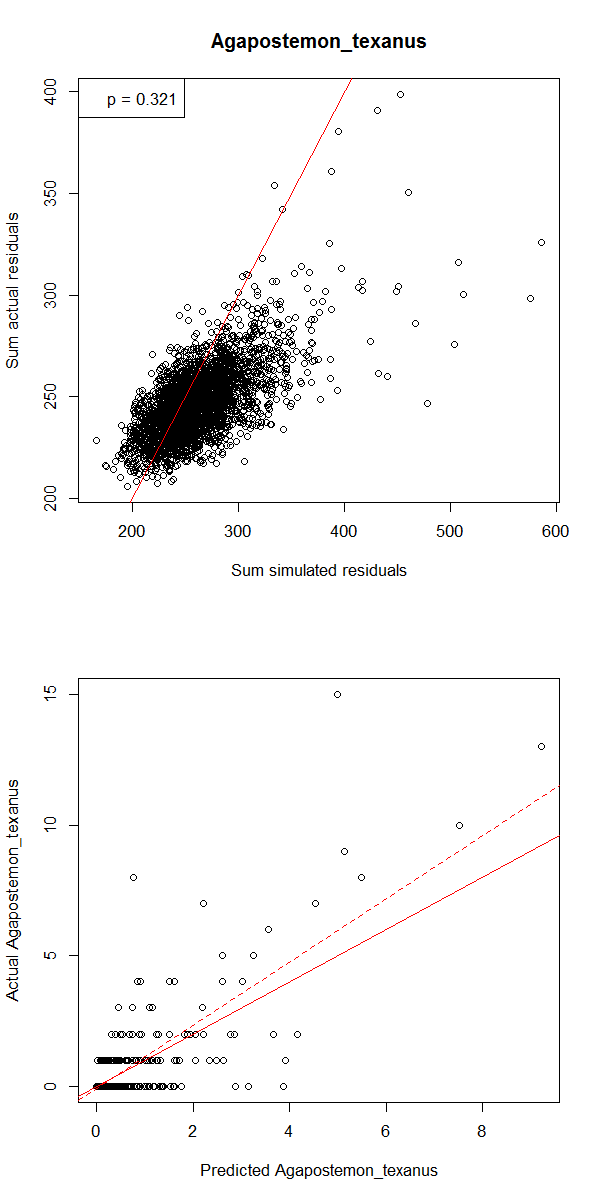 Agapostemon_texanus
p = 0.321
400
350
300
250
200
Sum actual residuals
200 300 400 500 600
Sum simulated residuals
15
10
5
0
Actual Agapostemon_texanus
0 2 4 6 8
Predicted Agapostemon_texanus